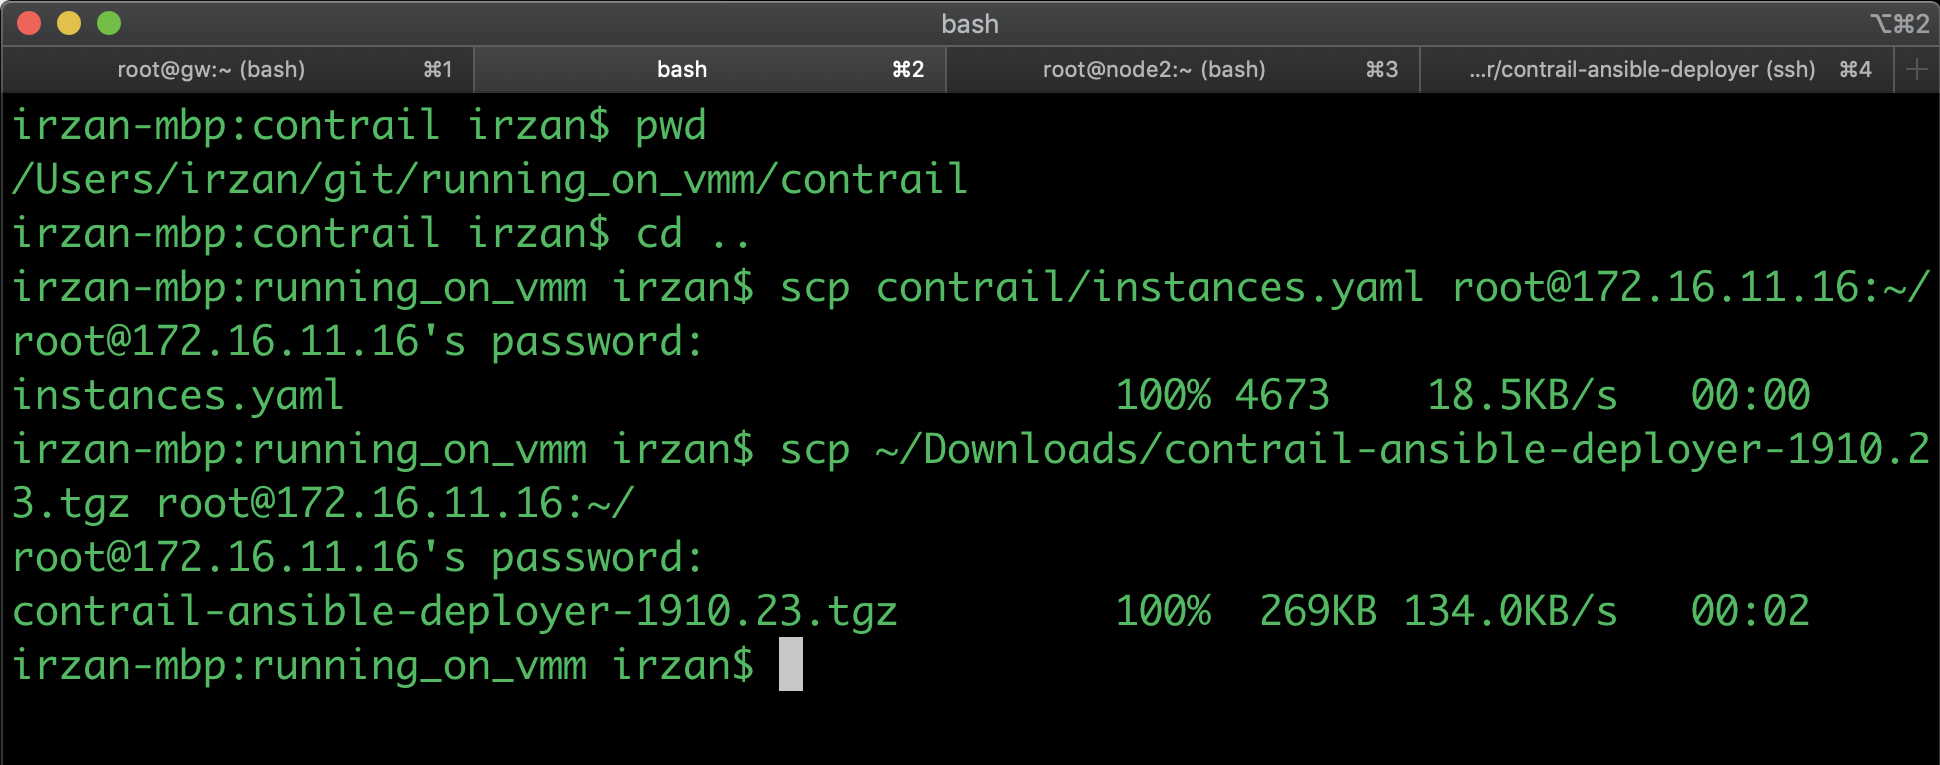 bash ⌥⌘2
root@gw:~ (bash) ⌘1 bash ⌘2 root@node2:~ (bash) ⌘3 ...r/contrail-ansible-deployer (ssh) ⌘4 +
irzan-mbp:contrail irzan$ pwd
/Users/irzan/git/running_on_vmm/contrail
irzan-mbp:contrail irzan$ cd ..
irzan-mbp:running_on_vmm irzan$ scp contrail/instances.yaml root@172.16.11.16:~/
root@172.16.11.16's password:
instances.yaml 100% 4673 18.5KB/s 00:00
irzan-mbp:running_on_vmm irzan$ scp ~/Downloads/contrail-ansible-deployer-1910.2
3.tgz root@172.16.11.16:~/
root@172.16.11.16's password:
contrail-ansible-deployer-1910.23.tgz 100% 269KB 134.0KB/s 00:02
irzan-mbp:running_on_vmm irzan$